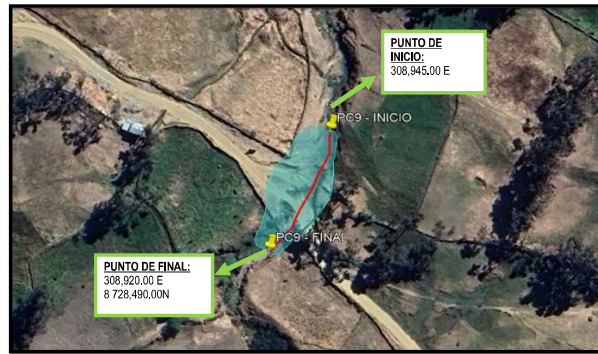 PUNTO DE
INICIO:
308,945.00 E
PC9 - INICIO
PC9 - FINAL
PUNTO DE FINAL:
308,920.00 E
8 728,490.00N